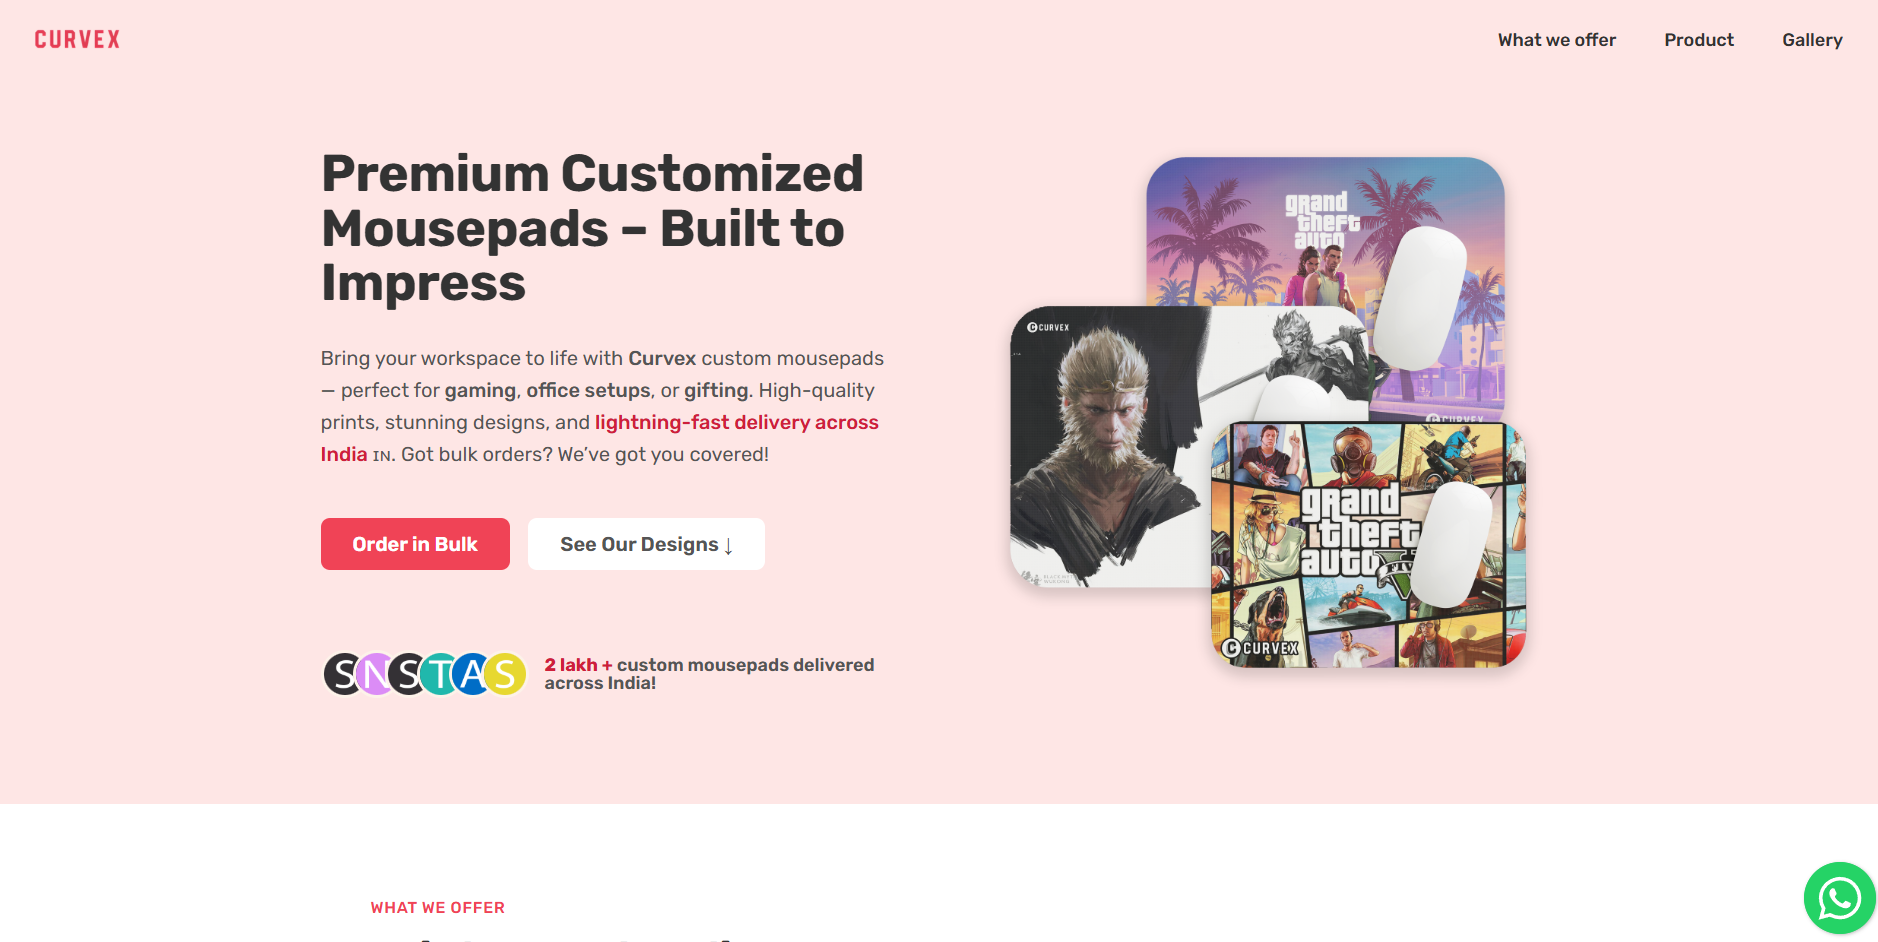 CURVEX
What we offer
Product
Gallery
Premium Customized
Mousepads – Built to
Impress
Bring your workspace to life with Curvex custom mousepads
— perfect for gaming, office setups, or gifting. High-quality
prints, stunning designs, and lightning-fast delivery across
India IN. Got bulk orders? We’ve got you covered!
Order in Bulk
See Our Designs ↓
S N S T A S
2 lakh + custom mousepads delivered
across India!
grand
theft
auto
CURVEX
CURVEX
grand
theft
auto
V
FIVE
CURVEX
WHAT WE OFFER